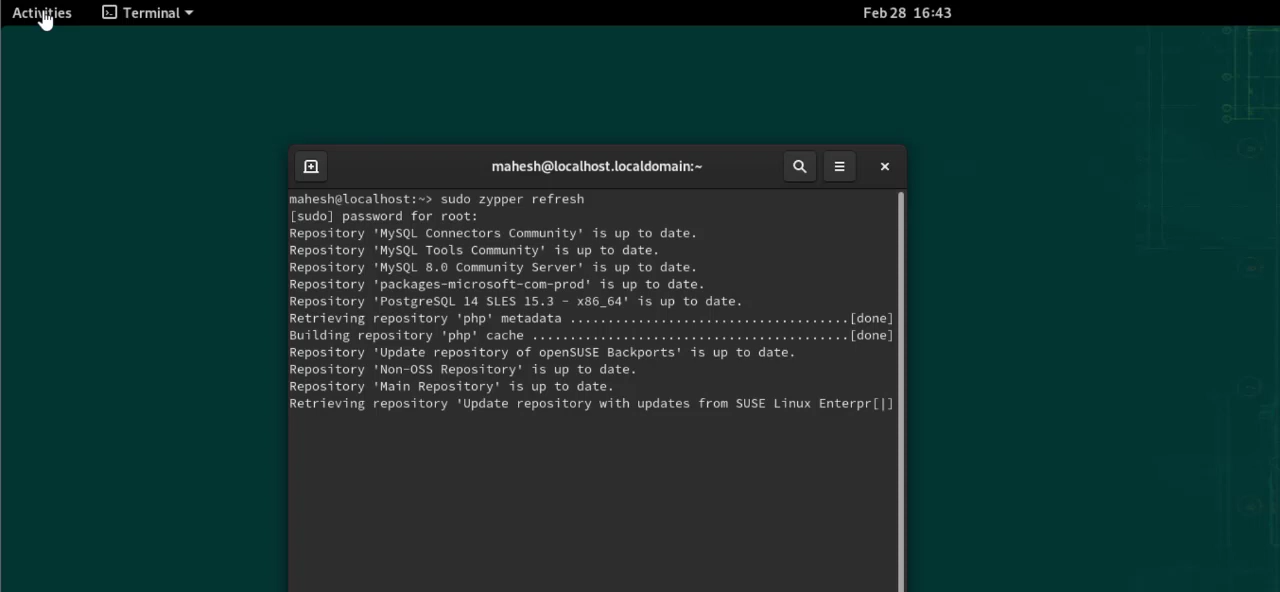 Activities Terminal Feb 28 16:43
mahesh@localhost.localdomain:~
mahesh@localhost:~> sudo zypper refresh
[sudo] password for root:
Repository 'MySQL Connectors Community' is up to date.
Repository 'MySQL Tools Community' is up to date.
Repository 'MySQL 8.0 Community Server' is up to date.
Repository 'packages-microsoft-com-prod' is up to date.
Repository 'PostgreSQL 14 SLES 15.3 - x86_64' is up to date.
Retrieving repository 'php' metadata .....................................[done]
Building repository 'php' cache ..........................................[done]
Repository 'Update repository of openSUSE Backports' is up to date.
Repository 'Non-OSS Repository' is up to date.
Repository 'Main Repository' is up to date.
Retrieving repository 'Update repository with updates from SUSE Linux Enterpr[|]